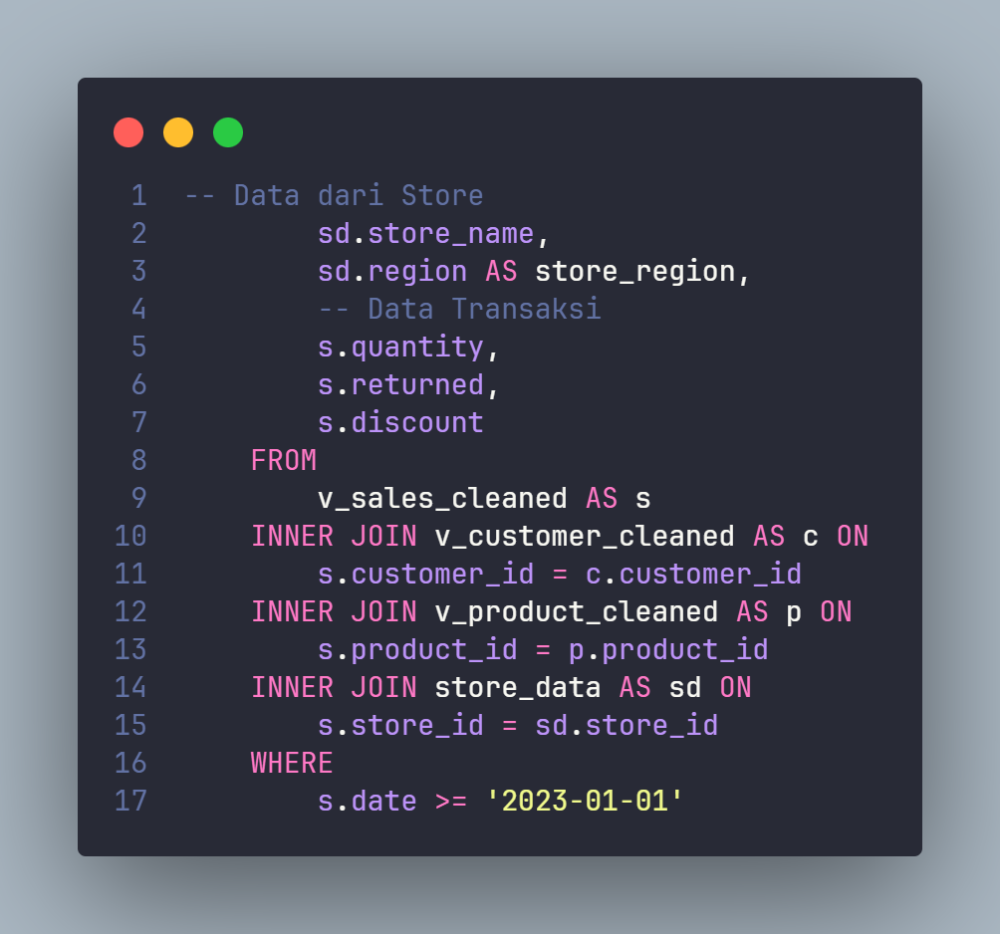 1 -- Data dari Store
2 sd.store_name,
3 sd.region AS store_region,
4 -- Data Transaksi
5 s.quantity,
6 s.returned,
7 s.discount
8 FROM
9 v_sales_cleaned AS s
10 INNER JOIN v_customer_cleaned AS c ON
11 s.customer_id = c.customer_id
12 INNER JOIN v_product_cleaned AS p ON
13 s.product_id = p.product_id
14 INNER JOIN store_data AS sd ON
15 s.store_id = sd.store_id
16 WHERE
17 s.date >= '2023-01-01'